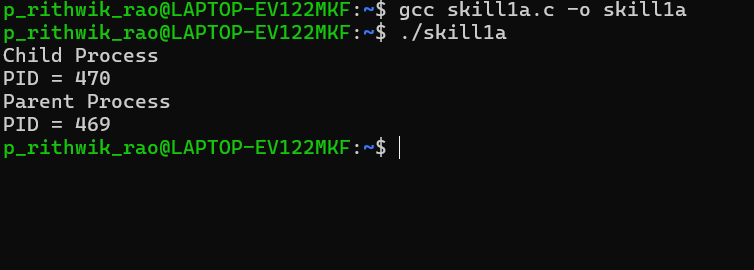 p_rithwik_rao@LAPTOP-EV122MKF:~$ gcc skill1a.c -o skill1a
p_rithwik_rao@LAPTOP-EV122MKF:~$ ./skill1a
Child Process
PID = 470
Parent Process
PID = 469
p_rithwik_rao@LAPTOP-EV122MKF:~$